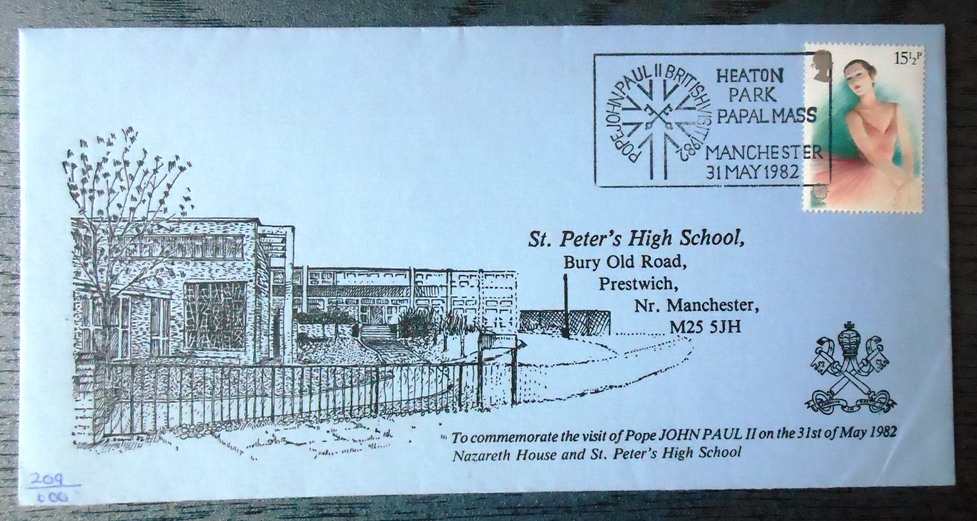 POPE JOHN PAUL II BRITISH VISIT 1982
HEATON
PARK
PAPAL MASS
MANCHESTER
31 MAY 1982
15½P
St. Peter's High School,
Bury Old Road,
Prestwich,
Nr. Manchester,
M25 5JH
To commemorate the visit of Pope JOHN PAUL II on the 31st of May 1982
Nazareth House and St. Peter's High School
209
000